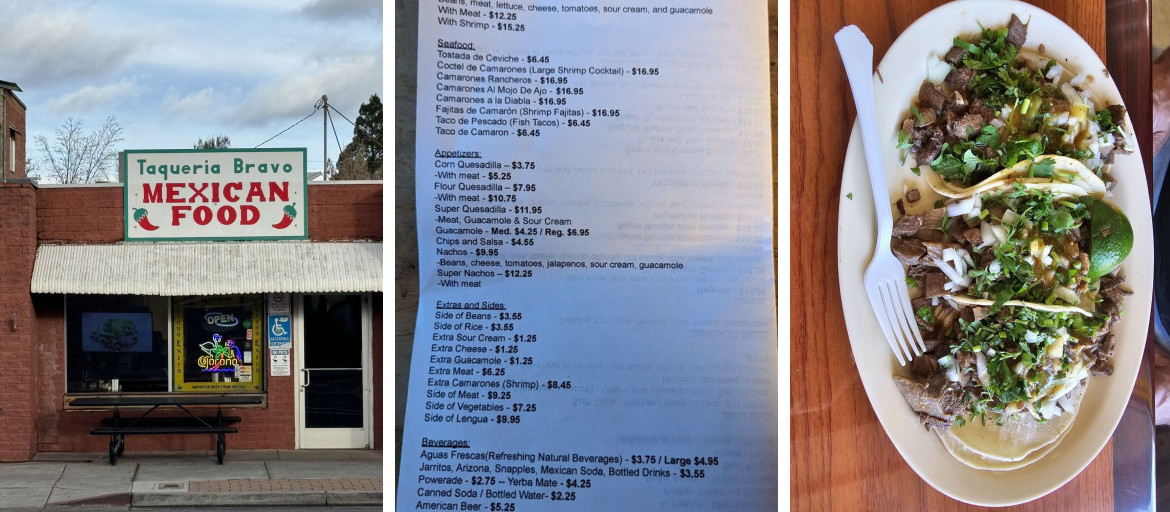 Taqueria Bravo
MEXICAN
FOOD
OPEN
Corona
Beans, meat, lettuce, cheese, tomatoes, sour cream, and guacamole
With Meat - $12.25
With Shrimp - $15.25
Seafood:
Tostada de Ceviche - $6.45
Coctel de Camarones (Large Shrimp Cocktail) - $16.95
Camarones Rancheros - $16.95
Camarones Al Mojo De Ajo - $16.95
Camarones a la Diabla - $16.95
Fajitas de Camarón (Shrimp Fajitas) - $16.95
Taco de Pescado (Fish Tacos) - $6.45
Taco de Camaron - $6.45
Appetizers:
Corn Quesadilla – $3.75
-With meat - $5.25
Flour Quesadilla – $7.95
-With meat - $10.75
Super Quesadilla - $11.95
-Meat, Guacamole & Sour Cream
Guacamole - Med. $4.25 / Reg. $6.95
Chips and Salsa - $4.55
Nachos - $9.95
-Beans, cheese, tomatoes, jalapenos, sour cream, guacamole
Super Nachos – $12.25
-With meat
Extras and Sides:
Side of Beans - $3.55
Side of Rice - $3.55
Extra Sour Cream - $1.25
Extra Cheese - $1.25
Extra Guacamole - $1.25
Extra Meat - $6.25
Extra Camarones (Shrimp) - $8.45
Side of Meat - $9.25
Side of Vegetables - $7.25
Side of Lengua - $9.95
Beverages:
Aguas Frescas(Refreshing Natural Beverages) - $3.75 / Large $4.95
Jarritos, Arizona, Snapples, Mexican Soda, Bottled Drinks - $3.55
Powerade - $2.75 -- Yerba Mate - $4.25
Canned Soda / Bottled Water- $2.25
American Beer - $5.25